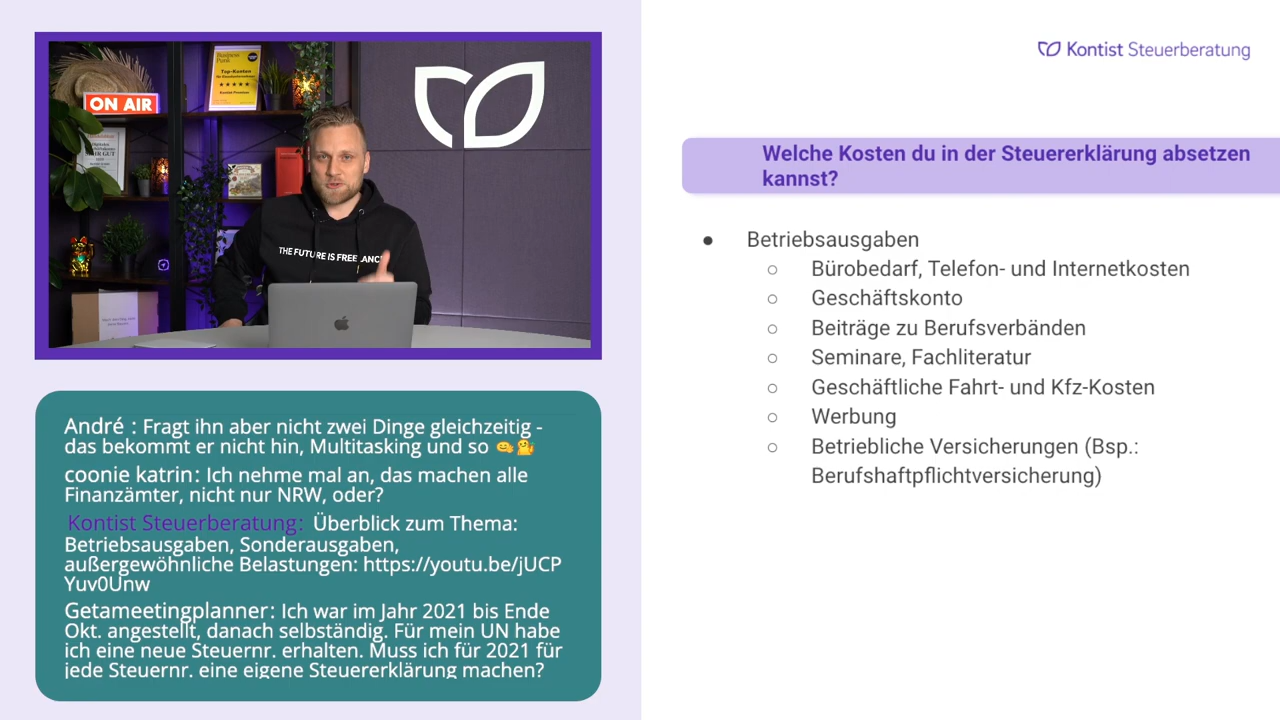 ON AIR
Business
Punk
Top-Konten
THE FUTURE IS FREELANCE
Kontist Steuerberatung
Welche Kosten du in der Steuererklärung absetzen
kannst?
● Betriebsausgaben
○ Bürobedarf, Telefon- und Internetkosten
○ Geschäftskonto
○ Beiträge zu Berufsverbänden
○ Seminare, Fachliteratur
○ Geschäftliche Fahrt- und Kfz-Kosten
○ Werbung
○ Betriebliche Versicherungen (Bsp.:
Berufshaftpflichtversicherung)
André : Fragt ihn aber nicht zwei Dinge gleichzeitig -
das bekommt er nicht hin, Multitasking und so
coonie katrin: Ich nehme mal an, das machen alle
Finanzämter, nicht nur NRW, oder?
Kontist Steuerberatung: Überblick zum Thema:
Betriebsausgaben, Sonderausgaben,
außergewöhnliche Belastungen: https://youtu.be/jUCP
Yuv0Unw
Getameetingplanner: Ich war im Jahr 2021 bis Ende
Okt. angestellt, danach selbständig. Für mein UN habe
ich eine neue Steuernr. erhalten. Muss ich für 2021 für
jede Steuernr. eine eigene Steuererklärung machen?